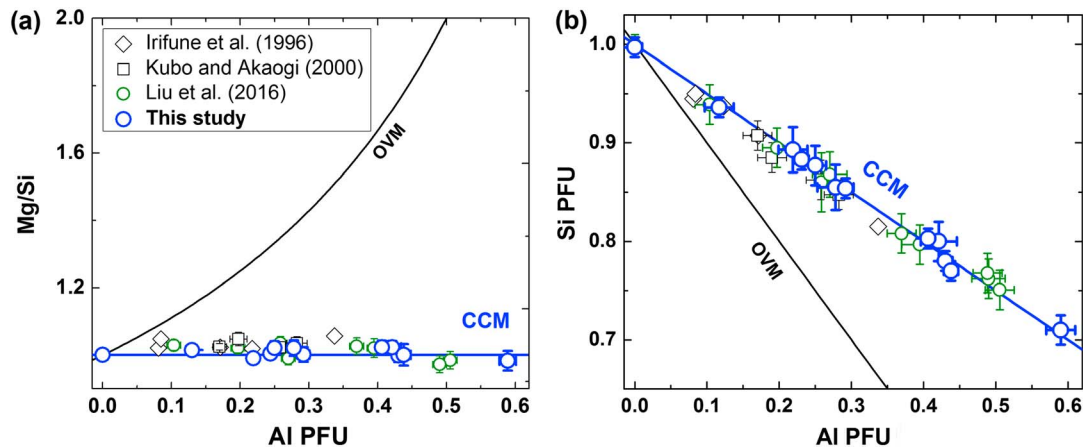 (a)
2.0
1.6
1.2
Mg/Si
Irifune et al. (1996)
Kubo and Akaogi (2000)
Liu et al. (2016)
This study
OVM
CCM
0.0 0.1 0.2 0.3 0.4 0.5 0.6
Al PFU
(b)
1.0
0.9
0.8
0.7
Si PFU
CCM
OVM
0.0 0.1 0.2 0.3 0.4 0.5 0.6
Al PFU